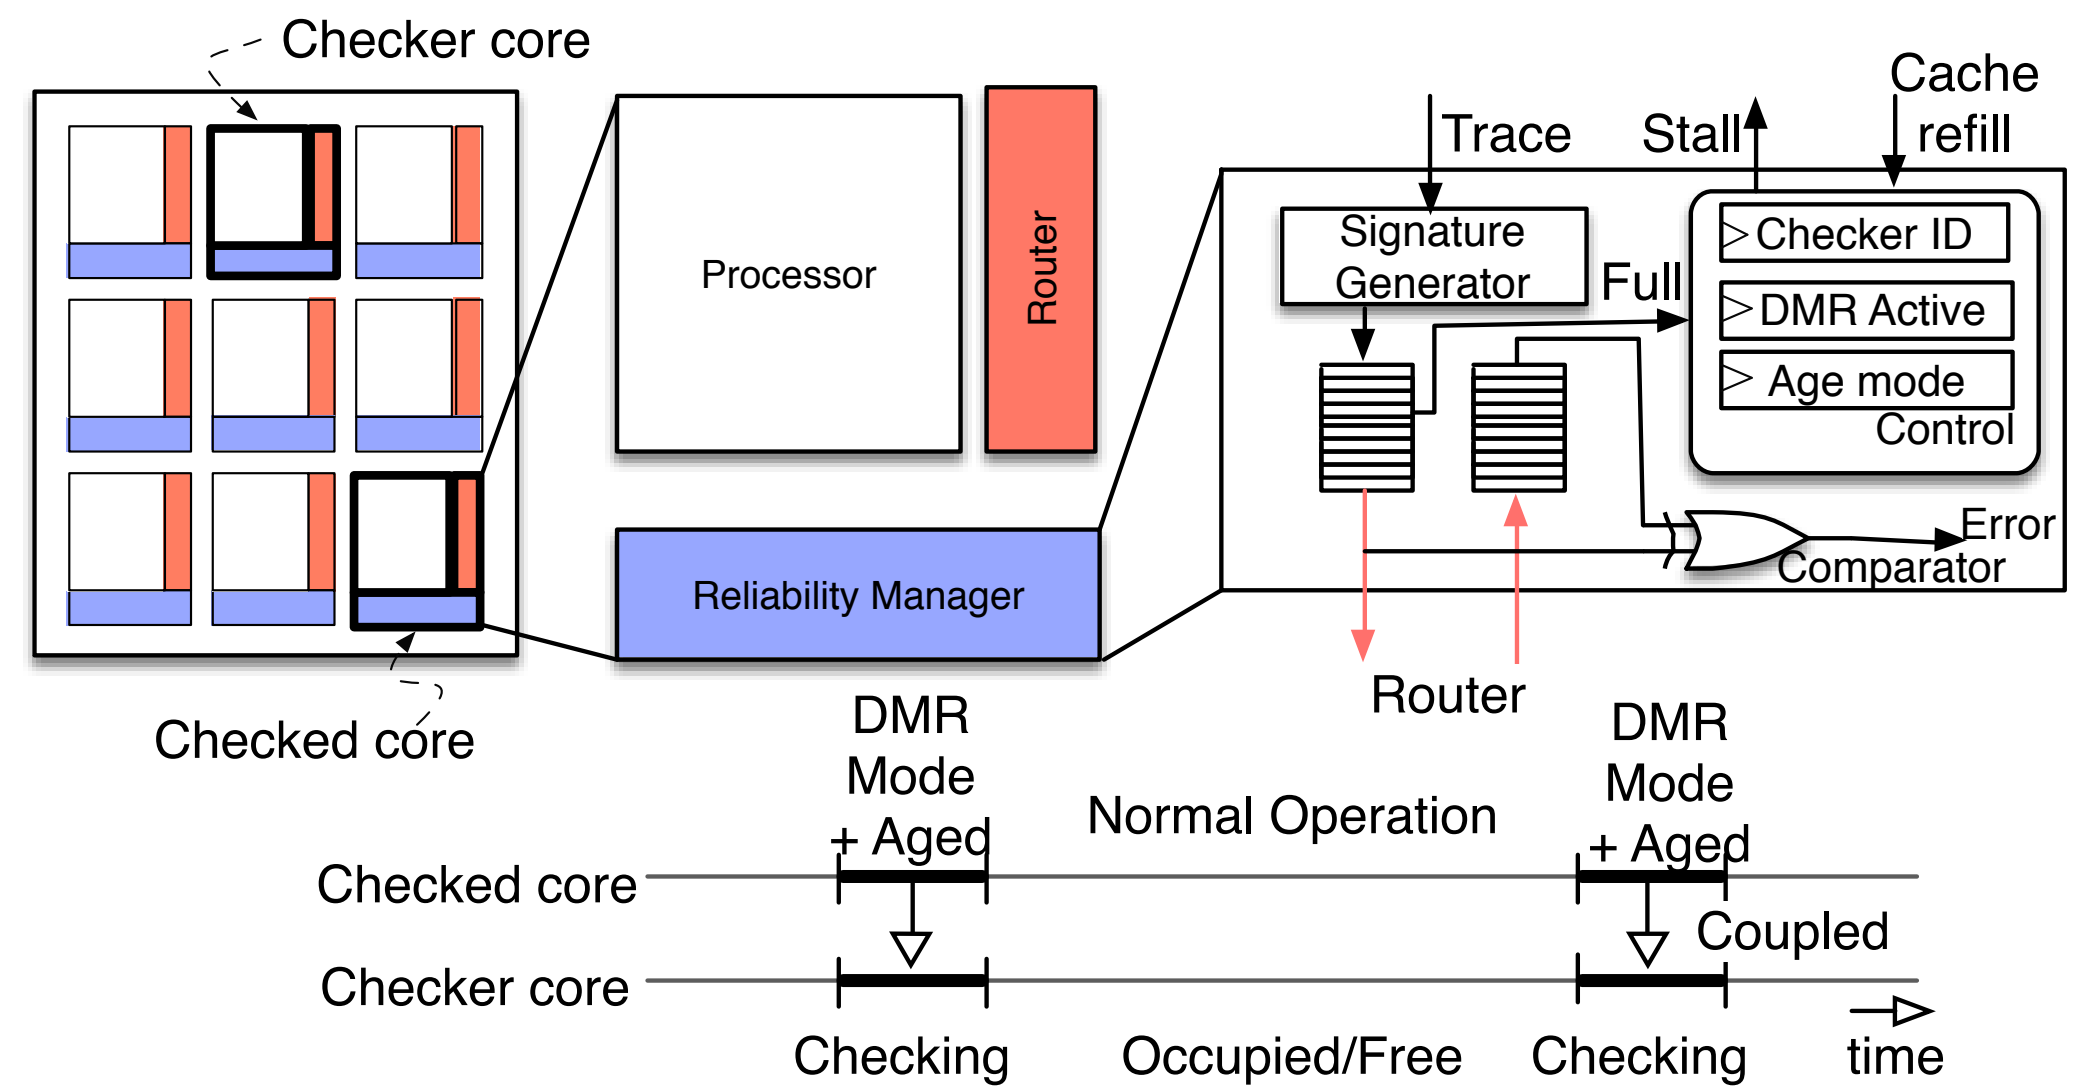 Checker core
Cache
refill
Trace
Stall
Signature
Generator
Checker ID
Full
DMR Active
Age mode
Control
Processor
Router
Error
Comparator
Reliability Manager
Router
Checked core
DMR
Mode
+ Aged
Normal Operation
DMR
Mode
+ Aged
Checked core
Coupled
Checker core
Checking
Occupied/Free
Checking
time